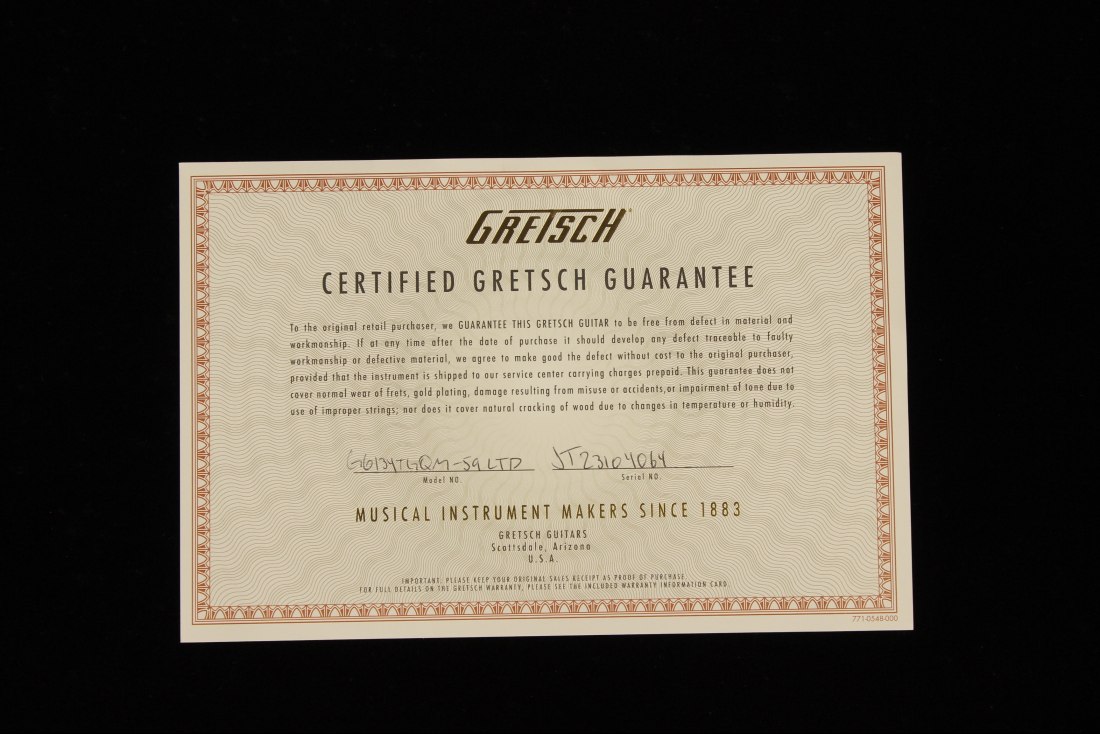 GRETSCH®
CERTIFIED GRETSCH GUARANTEE
To the original retail purchaser, we GUARANTEE THIS GRETSCH GUITAR to be free from defect in material and
workmanship. If at any time after the date of purchase it should develop any defect traceable to faulty
workmanship or defective material, we agree to make good the defect without cost to the original purchaser,
provided that the instrument is shipped to our service center carrying charges prepaid. This guarantee does not
cover normal wear of frets, gold plating, damage resulting from misuse or accidents,or impairment of tone due to
use of improper strings; nor does it cover natural cracking of wood due to changes in temperature or humidity.
G6134TGQM-59 LTD JT23104064
Model NO. Serial NO.
MUSICAL INSTRUMENT MAKERS SINCE 1883
GRETSCH GUITARS
Scottsdale, Arizona
U.S.A.
IMPORTANT: PLEASE KEEP YOUR ORIGINAL SALES RECEIPT AS PROOF OF PURCHASE.
FOR FULL DETAILS ON THE GRETSCH WARRANTY, PLEASE SEE THE INCLUDED WARRANTY INFORMATION CARD.
771-0548-000